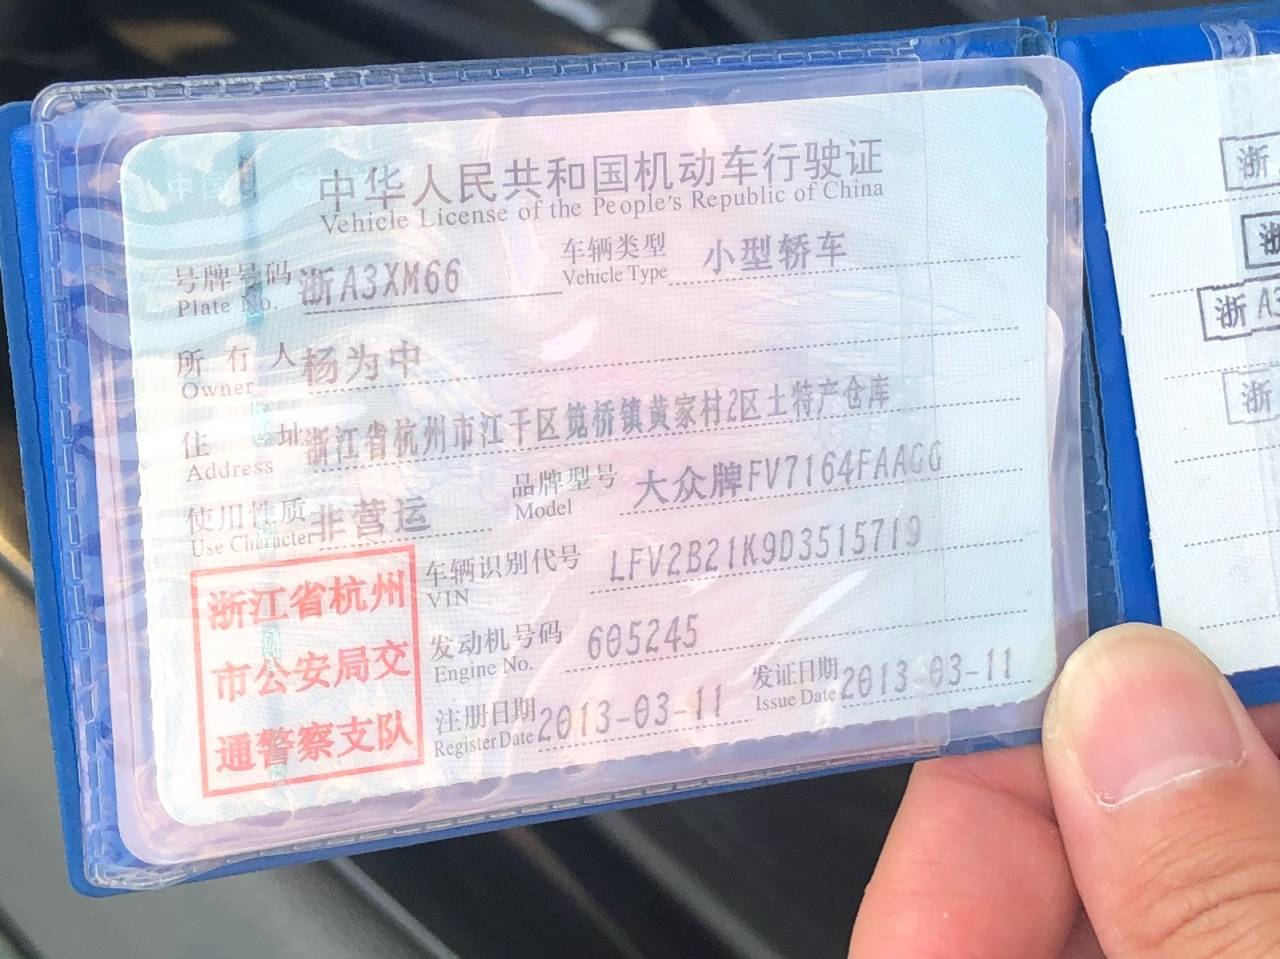 中华人民共和国机动车行驶证
Vehicle License of the People's Republic of China
号牌号码 浙A3XM66 车辆类型 小型轿车
Plate No. Vehicle Type
所有人 杨为中
Owner
住址 浙江省杭州市江干区笕桥镇黄家村2区土特产仓库
Address
品牌型号 大众牌FV7164FAACG
Model
使用性质 非营运
Use Character
车辆识别代号 LFV2B21K9D3515719
VIN
发动机号码 605245
Engine No.
注册日期 2013-03-11 发证日期 2013-03-11
Register Date Issue Date
浙江省杭州
市公安局交
通警察支队
浙
浙
浙A3
浙